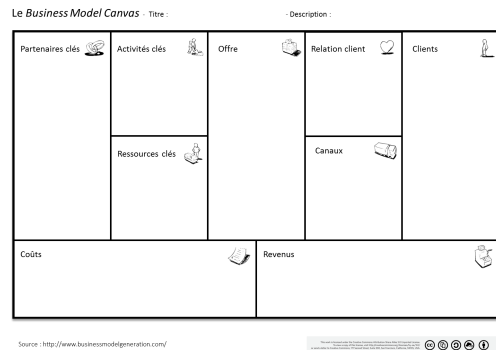 Le Business Model Canvas - Titre : - Description :
Partenaires clés
Activités clés
Offre
Relation client
Clients
Ressources clés
Canaux
Coûts
Revenus
Source : http://www.businessmodelgeneration.com/